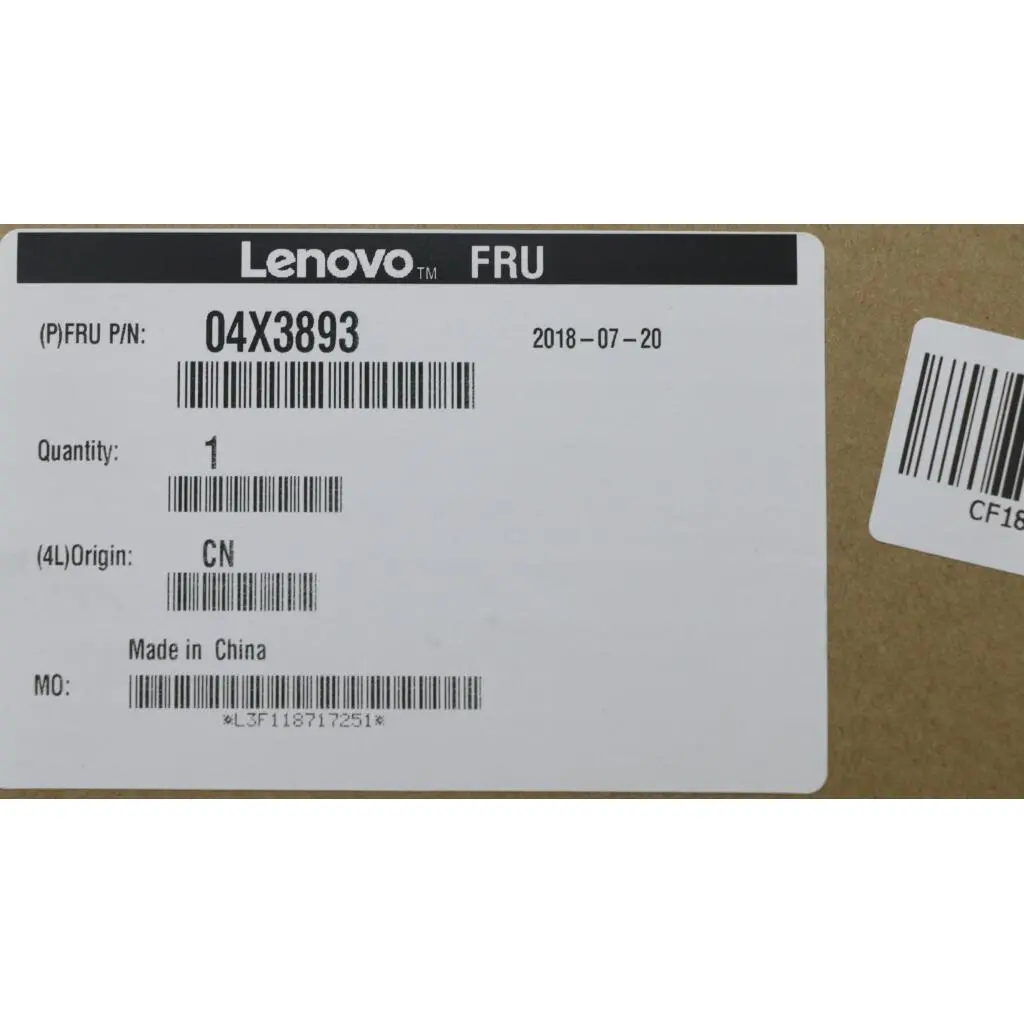 Lenovo™ FRU
(P)FRU P/N: 04X3893 2018-07-20
Quantity: 1
(4L)Origin: CN
Made in China
MO:
*L3F118717251*
CF18